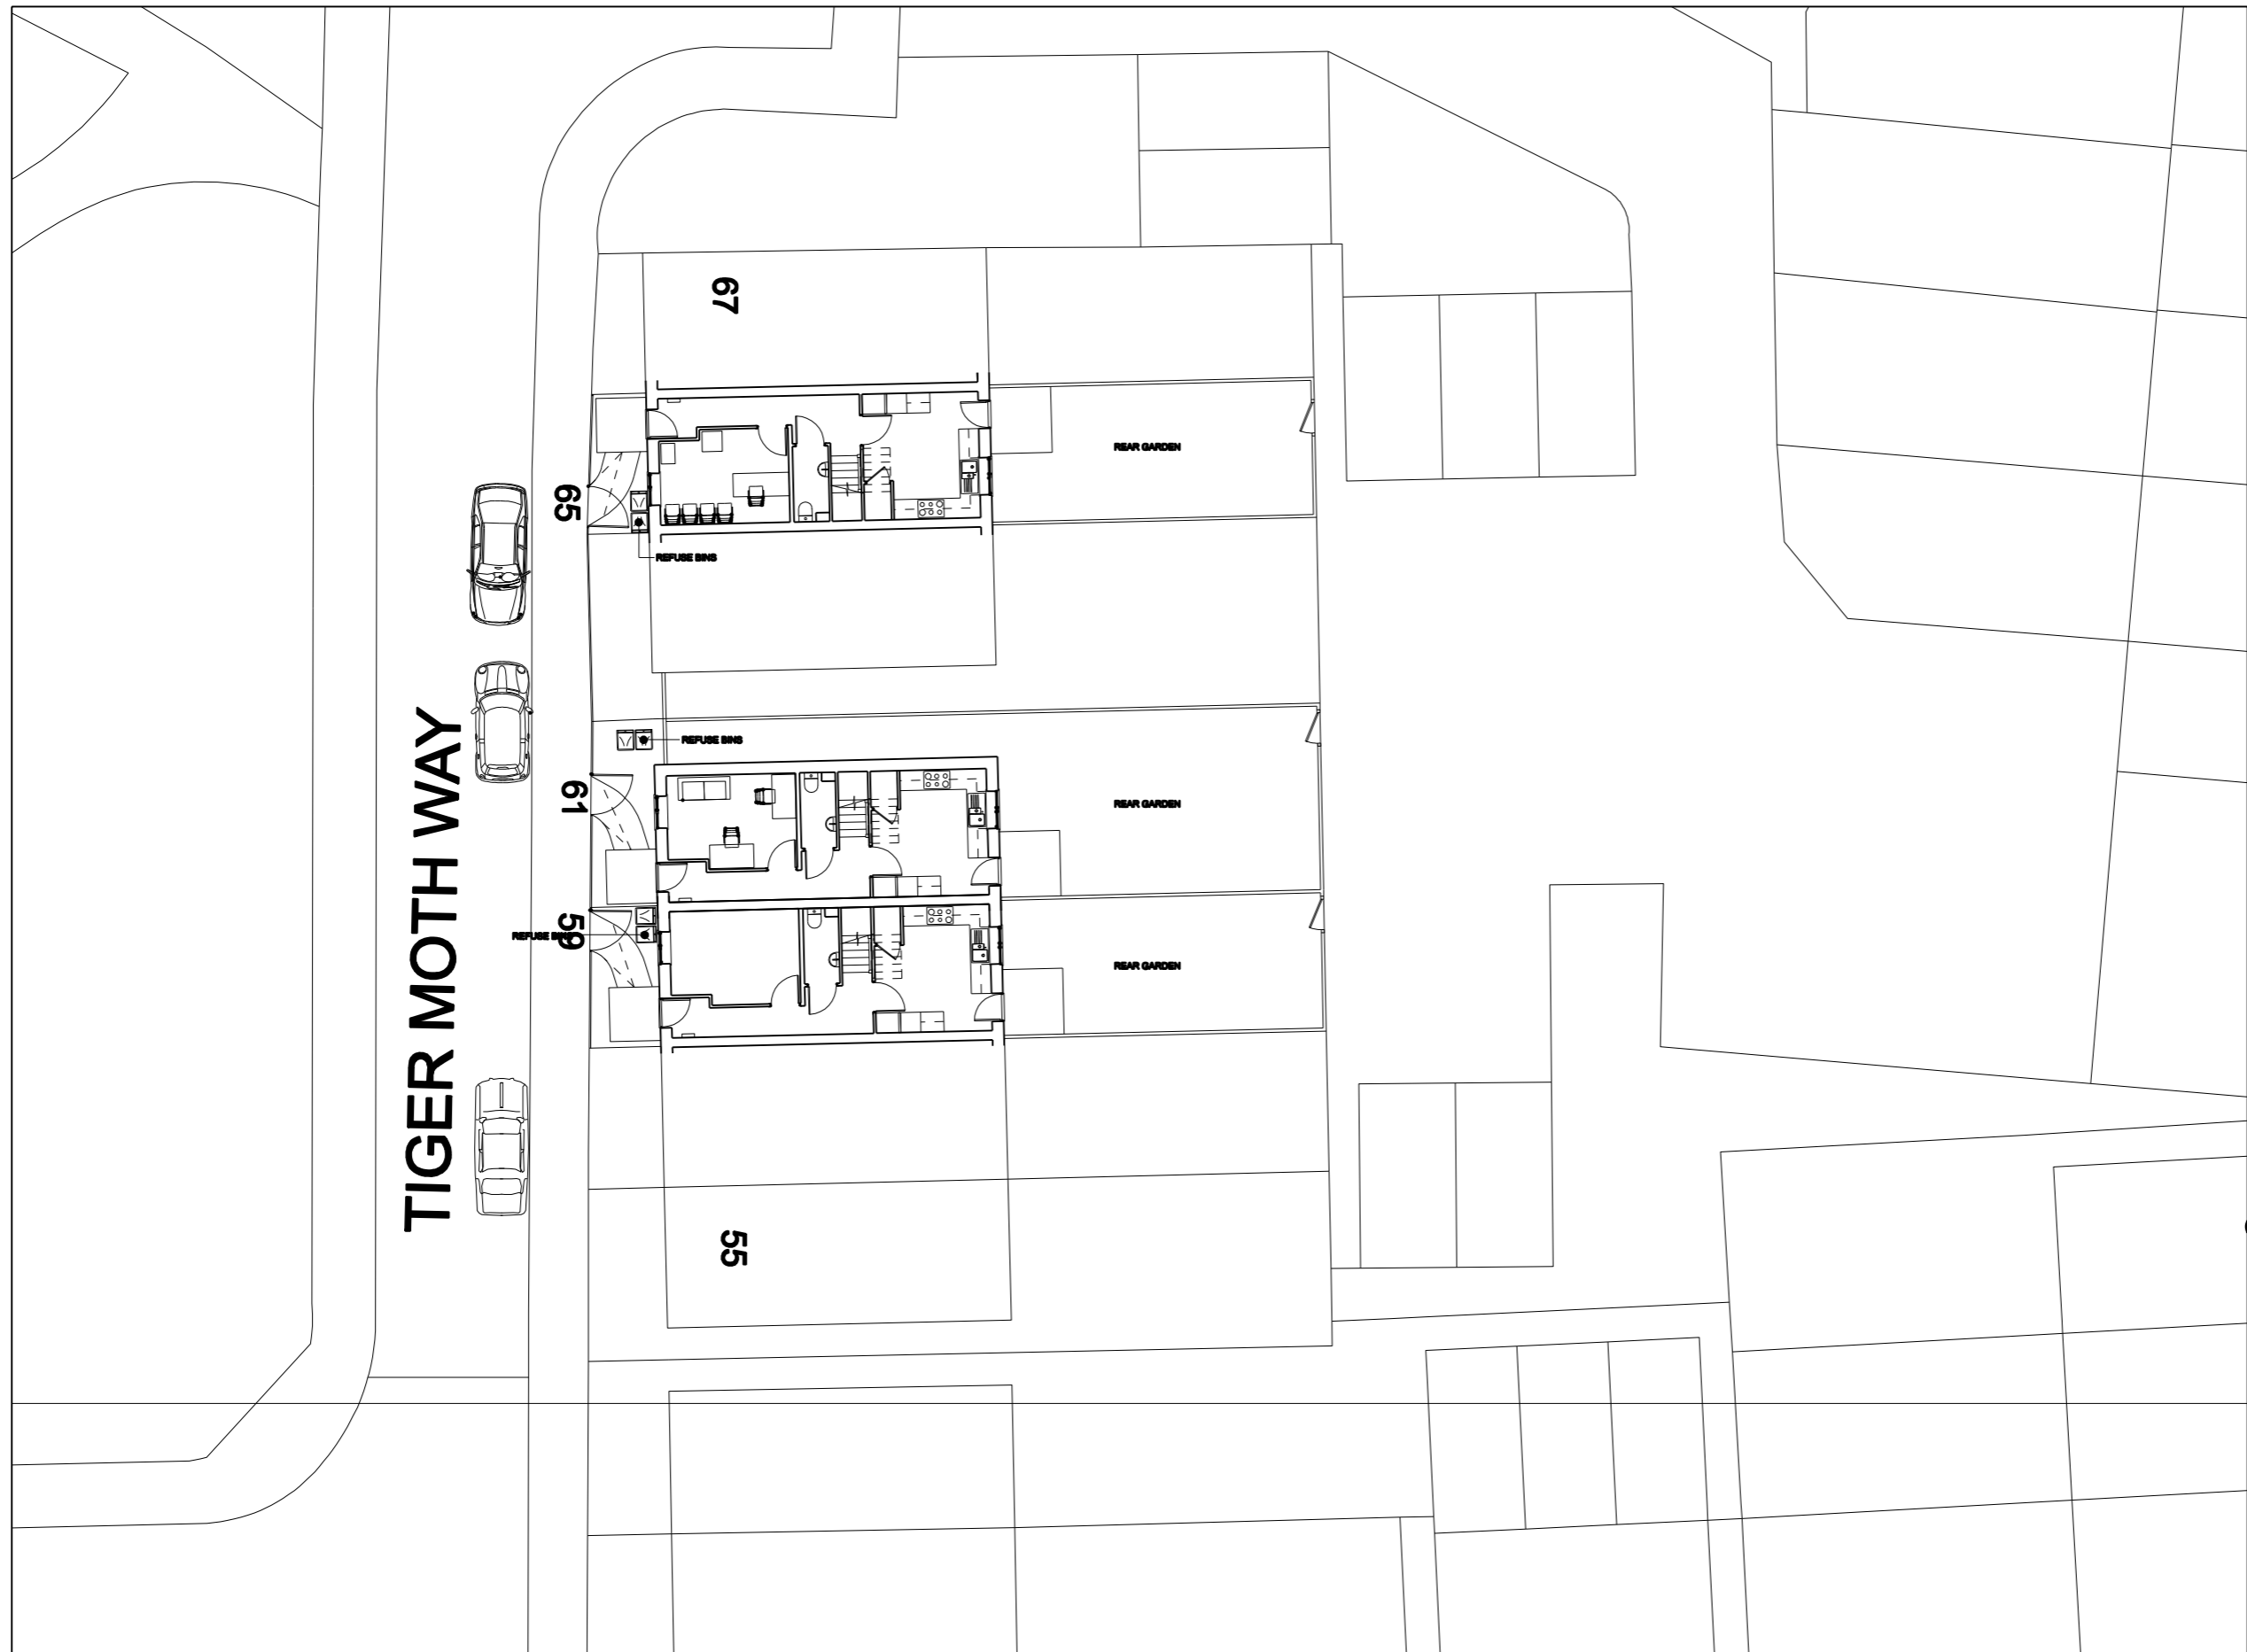 67
REAR GARDEN
65
REFUSE BINS
TIGER MOTH WAY
REFUSE BINS
61
REAR GARDEN
59
REFUSE BINS
REAR GARDEN
55